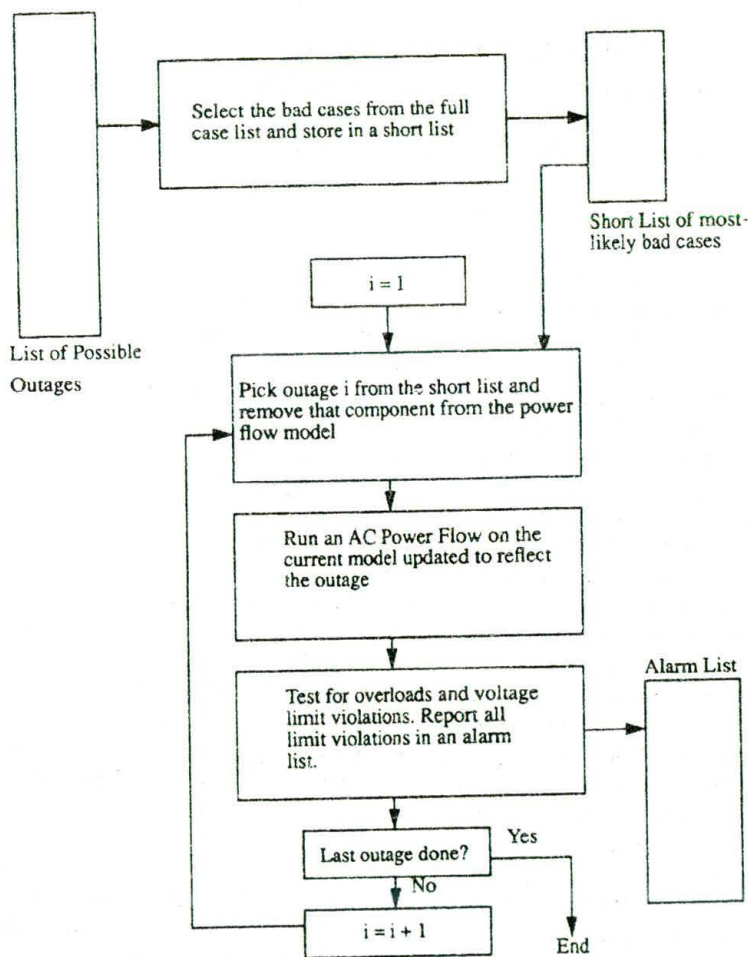 Select the bad cases from the full
case list and store in a short list
Short List of most-
likely bad cases
i = 1
List of Possible
Outages
Pick outage i from the short list and
remove that component from the power
flow model
Run an AC Power Flow on the
current model updated to reflect
the outage
Alarm List
Test for overloads and voltage
limit violations. Report all
limit violations in an alarm
list.
Last outage done?
Yes
No
i = i + 1
End